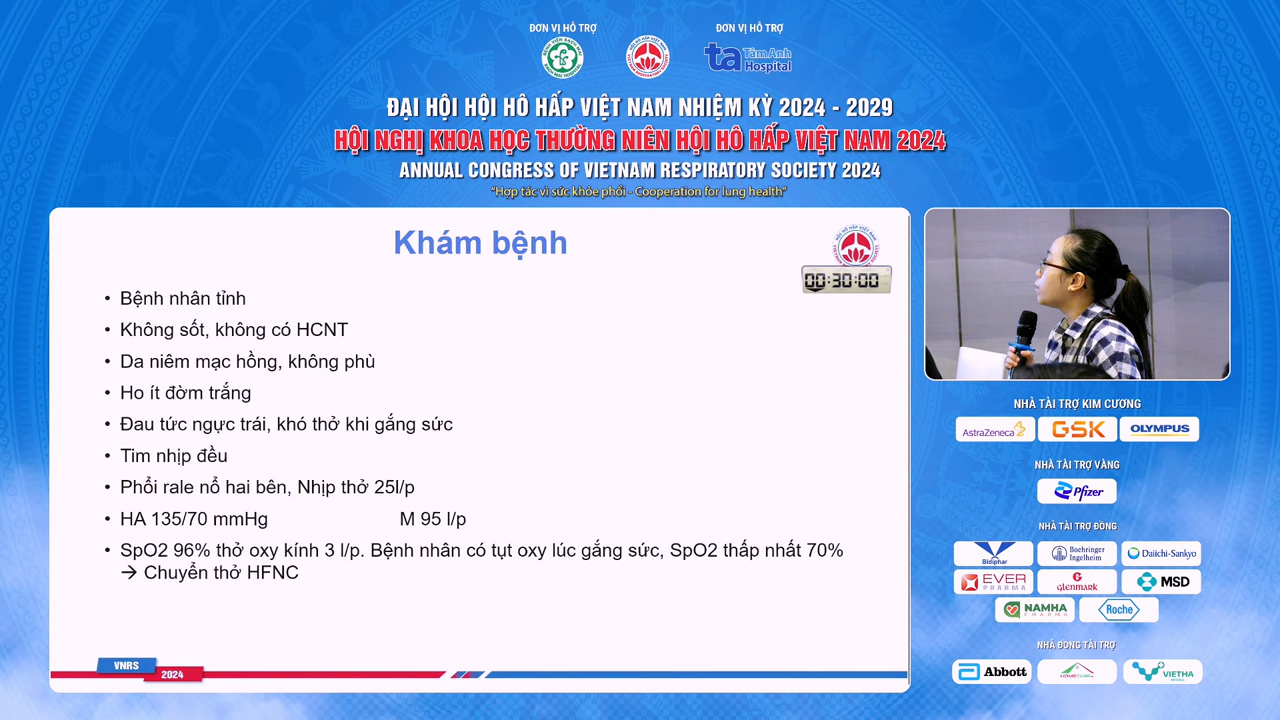 ĐƠN VỊ HỖ TRỢ
ĐƠN VỊ HỖ TRỢ
ta TâmAnh Hospital
ĐẠI HỘI HỘI HÔ HẤP VIỆT NAM NHIỆM KỲ 2024 - 2029
HỘI NGHỊ KHOA HỌC THƯỜNG NIÊN HỘI HÔ HẤP VIỆT NAM 2024
ANNUAL CONGRESS OF VIETNAM RESPIRATORY SOCIETY 2024
“Hợp tác vì sức khỏe phổi - Cooperation for lung health”
Khám bệnh
00:30:00
• Bệnh nhân tỉnh
• Không sốt, không có HCNT
• Da niêm mạc hồng, không phù
• Ho ít đờm trắng
• Đau tức ngực trái, khó thở khi gắng sức
• Tim nhịp đều
• Phổi rale nổ hai bên, Nhịp thở 25l/p
• HA 135/70 mmHg M 95 l/p
• SpO2 96% thở oxy kính 3 l/p. Bệnh nhân có tụt oxy lúc gắng sức, SpO2 thấp nhất 70%
→ Chuyển thở HFNC
VNRS
2024
NHÀ TÀI TRỢ KIM CƯƠNG
AstraZeneca GSK OLYMPUS
NHÀ TÀI TRỢ VÀNG
Pfizer
NHÀ TÀI TRỢ ĐỒNG
Bidiphar Boehringer Ingelheim Daiichi-Sankyo
EVER PHARMA GLENMARK MSD
NAMHA PHARMA Roche
NHÀ ĐỒNG TÀI TRỢ
Abbott VIETHA